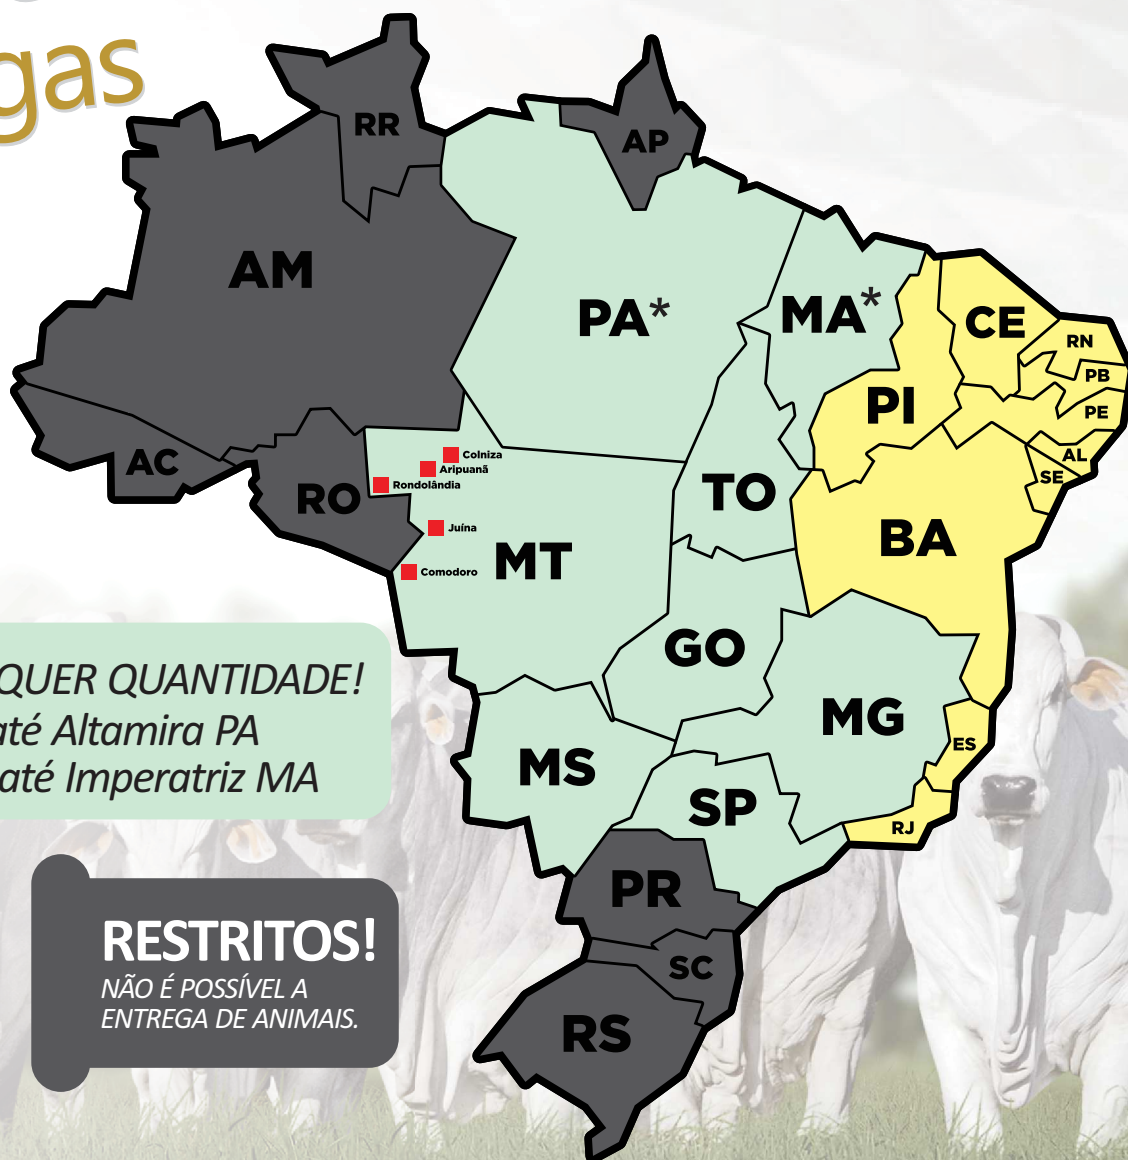 gas
RR
AP
AM
PA*
MA*
CE
RN
PB
PE
PI
AL
SE
AC
RO
Colniza
Aripuanã
Rondolândia
Juína
Comodoro
TO
MT
BA
GO
MG
ES
MS
SP
RJ
PR
SC
RS
QUER QUANTIDADE!
até Altamira PA
até Imperatriz MA
RESTRITOS!
NÃO É POSSÍVEL A
ENTREGA DE ANIMAIS.